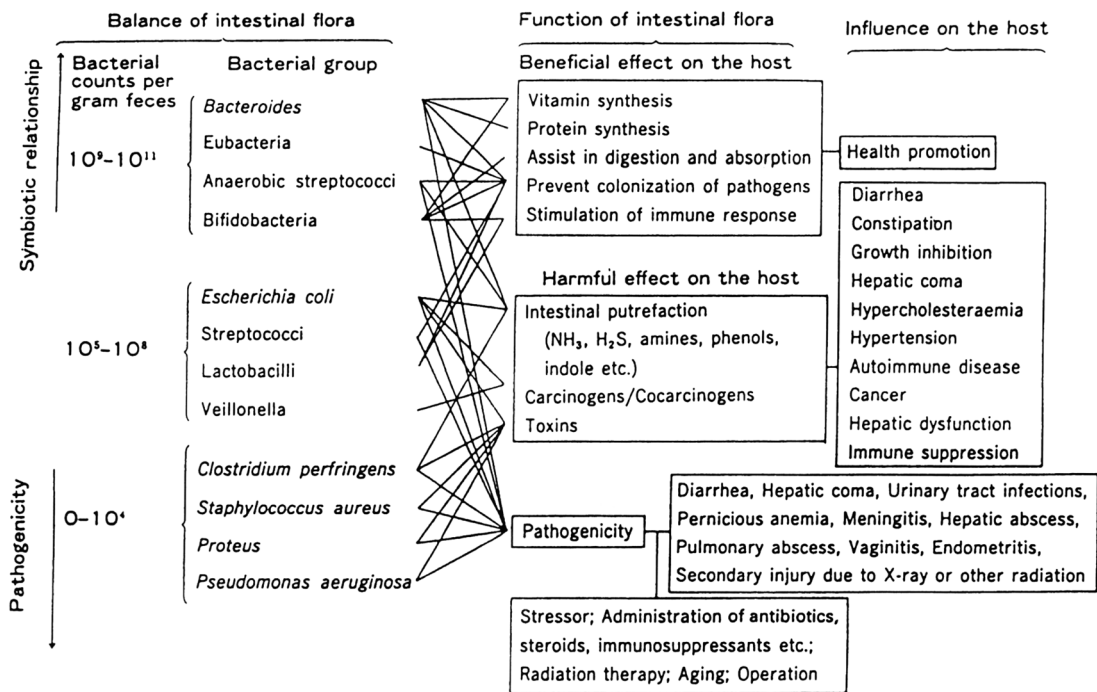 Balance of intestinal flora
Bacterial counts per gram feces
Bacterial group
Symbiotic relationship
10⁹-10¹¹
Bacteroides
Eubacteria
Anaerobic streptococci
Bifidobacteria
10⁵-10⁸
Escherichia coli
Streptococci
Lactobacilli
Veillonella
Pathogenicity
0-10⁴
Clostridium perfringens
Staphylococcus aureus
Proteus
Pseudomonas aeruginosa
Function of intestinal flora
Beneficial effect on the host
Vitamin synthesis
Protein synthesis
Assist in digestion and absorption
Prevent colonization of pathogens
Stimulation of immune response
Harmful effect on the host
Intestinal putrefaction
(NH₃, H₂S, amines, phenols,
indole etc.)
Carcinogens/Cocarcinogens
Toxins
Pathogenicity
Stressor; Administration of antibiotics,
steroids, immunosuppressants etc.;
Radiation therapy; Aging; Operation
Influence on the host
Health promotion
Diarrhea
Constipation
Growth inhibition
Hepatic coma
Hypercholesteraemia
Hypertension
Autoimmune disease
Cancer
Hepatic dysfunction
Immune suppression
Diarrhea, Hepatic coma, Urinary tract infections,
Pernicious anemia, Meningitis, Hepatic abscess,
Pulmonary abscess, Vaginitis, Endometritis,
Secondary injury due to X-ray or other radiation